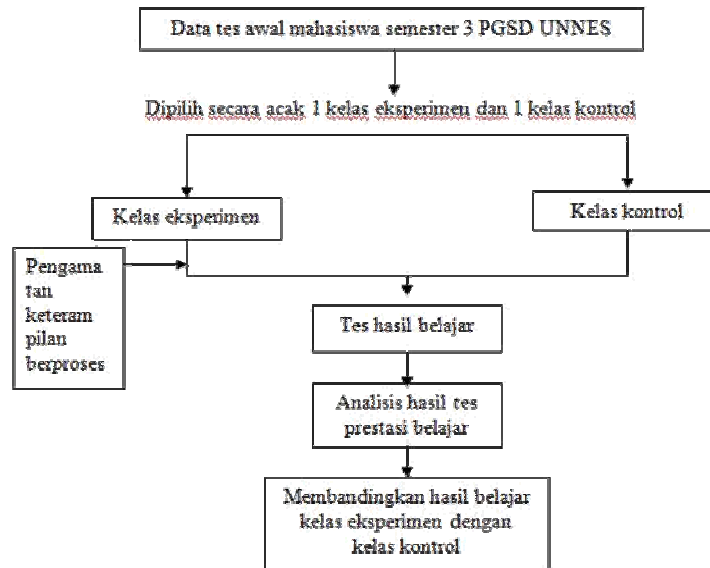 Data tes awal mahasiswa semester 3 PGSD UNNES
Dipilih secara acak 1 kelas eksperimen dan 1 kelas kontrol
Kelas eksperimen
Kelas kontrol
Pengama
tan
keteram
pilan
berproses
Tes hasil belajar
Analisis hasil tes
prestasi belajar
Membandingkan hasil belajar
kelas eksperimen dengan
kelas kontrol